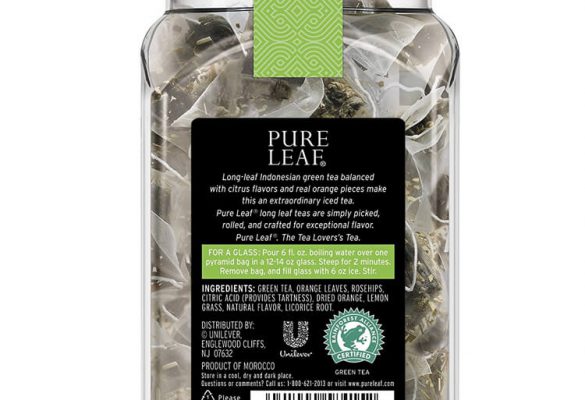 PURE
LEAF®
Long-leaf Indonesian green tea balanced
with citrus flavors and real orange pieces make
this an extraordinary iced tea.
Pure Leaf® long leaf teas are simply picked,
rolled, and crafted for exceptional flavor.
Pure Leaf®. The Tea Lovers's Tea.
FOR A GLASS: Pour 6 fl. oz. boiling water over one
pyramid bag in a 12-14 oz glass. Steep for 2 minutes.
Remove bag, and fill glass with 6 oz ice. Stir.
INGREDIENTS: GREEN TEA, ORANGE LEAVES, ROSEHIPS,
CITRIC ACID (PROVIDES TARTNESS), DRIED ORANGE, LEMON
GRASS, NATURAL FLAVOR, LICORICE ROOT.
DISTRIBUTED BY:
© UNILEVER,
ENGLEWOOD CLIFFS,
NJ 07632
Unilever
RAINFOREST ALLIANCE
CERTIFIED
GREEN TEA
PRODUCT OF MOROCCO
Store in a cool, dry and dark place.
Questions or comments? Call us: 1-800-621-2013 or visit www.pureleaf.com
Please